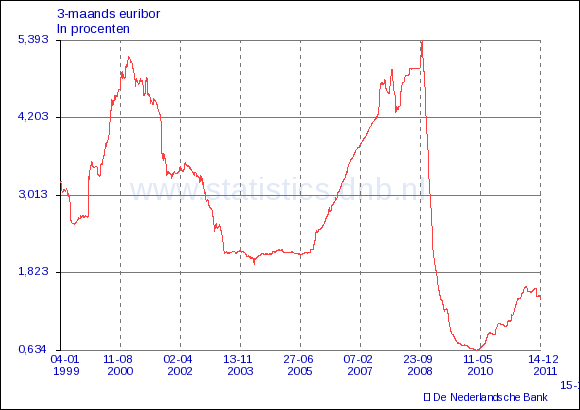 3-maands euribor
In procenten
5,393
4,203
3,013
1,823
0,634
www.statistics.dnb.n
04-01 11-08 02-04 13-11 27-06 07-02 23-09 11-05 14-12
1999 2000 2002 2003 2005 2007 2008 2010 2011
15-1
De Nederlandsche Bank